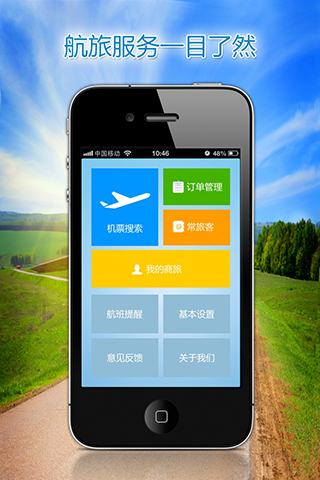 航旅服务一目了然
中国移动 10:46 48%
机票搜索
订单管理
常旅客
我的商旅
航班提醒
基本设置
意见反馈
关于我们